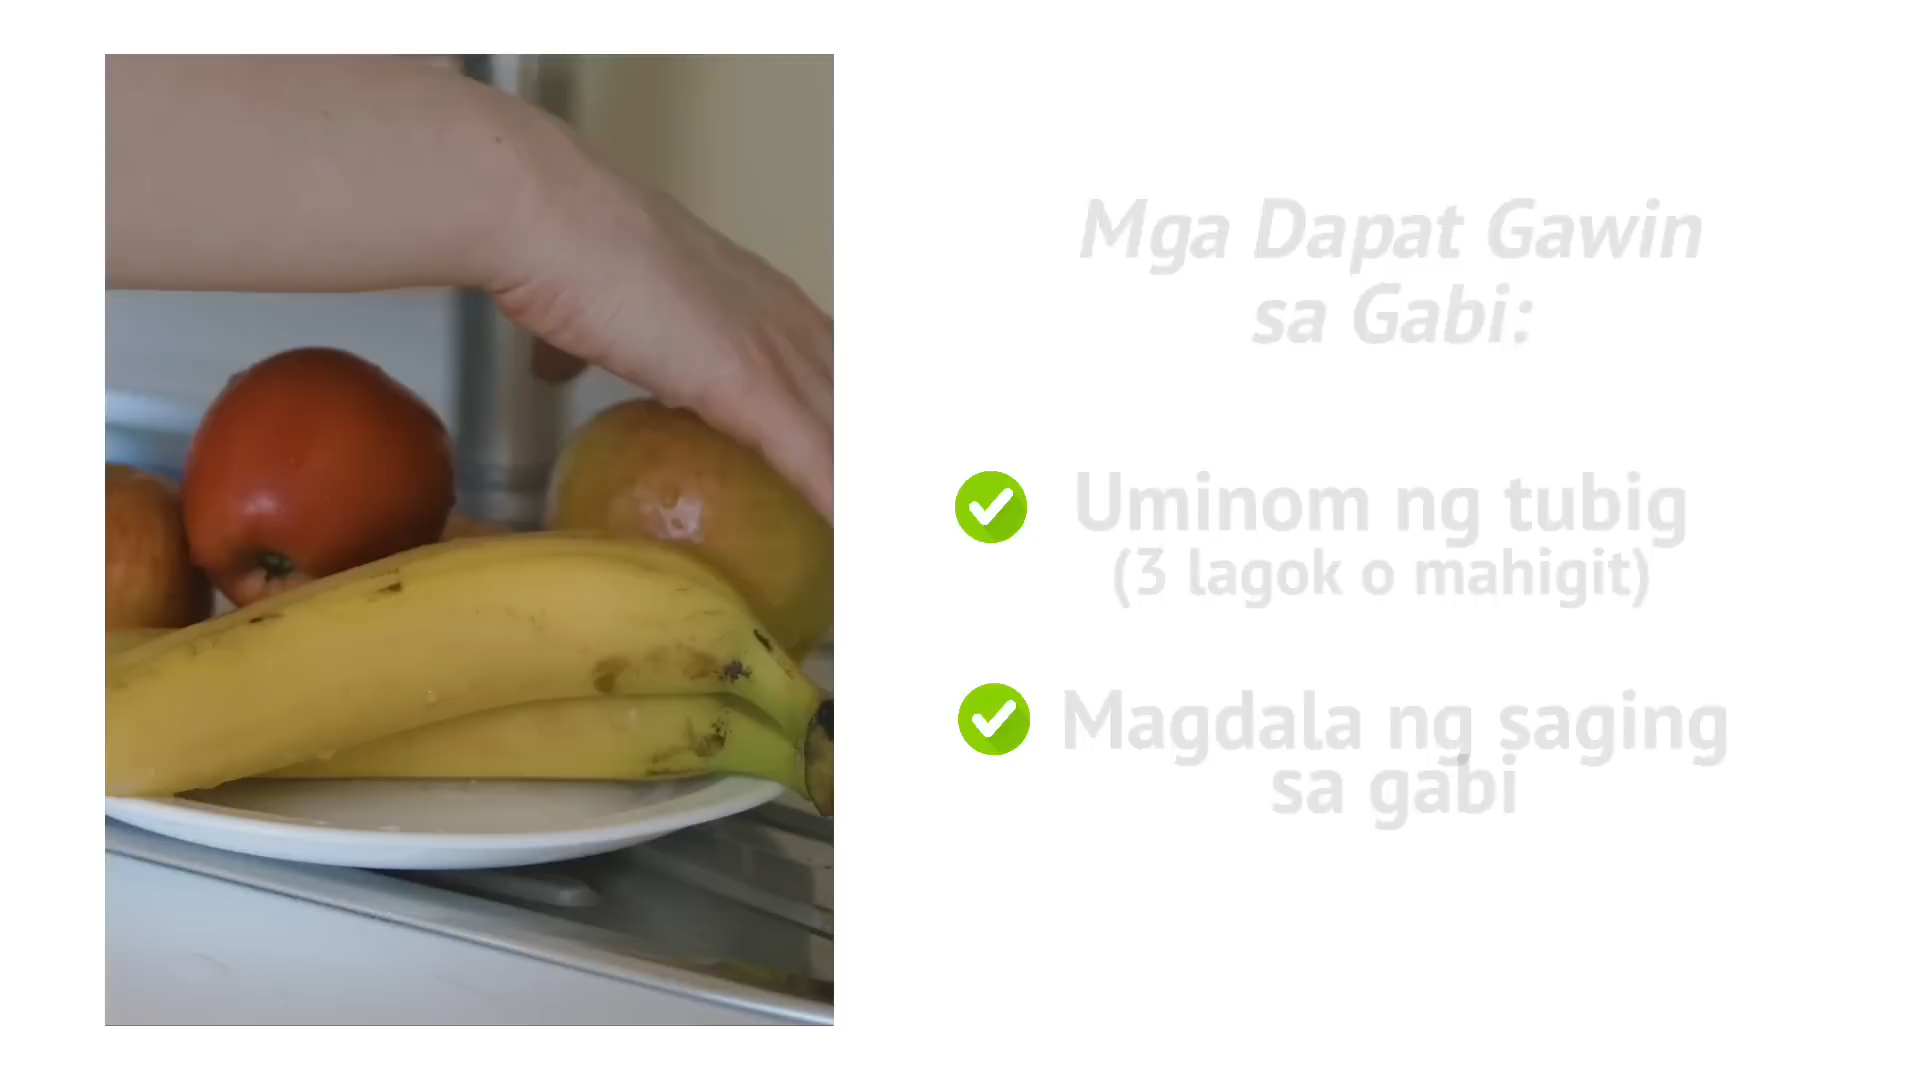 Mga Dapat Gawin
sa Gabi:
Uminom ng tubig
(3 lagok o mahigit)
Magdala ng saging
sa gabi